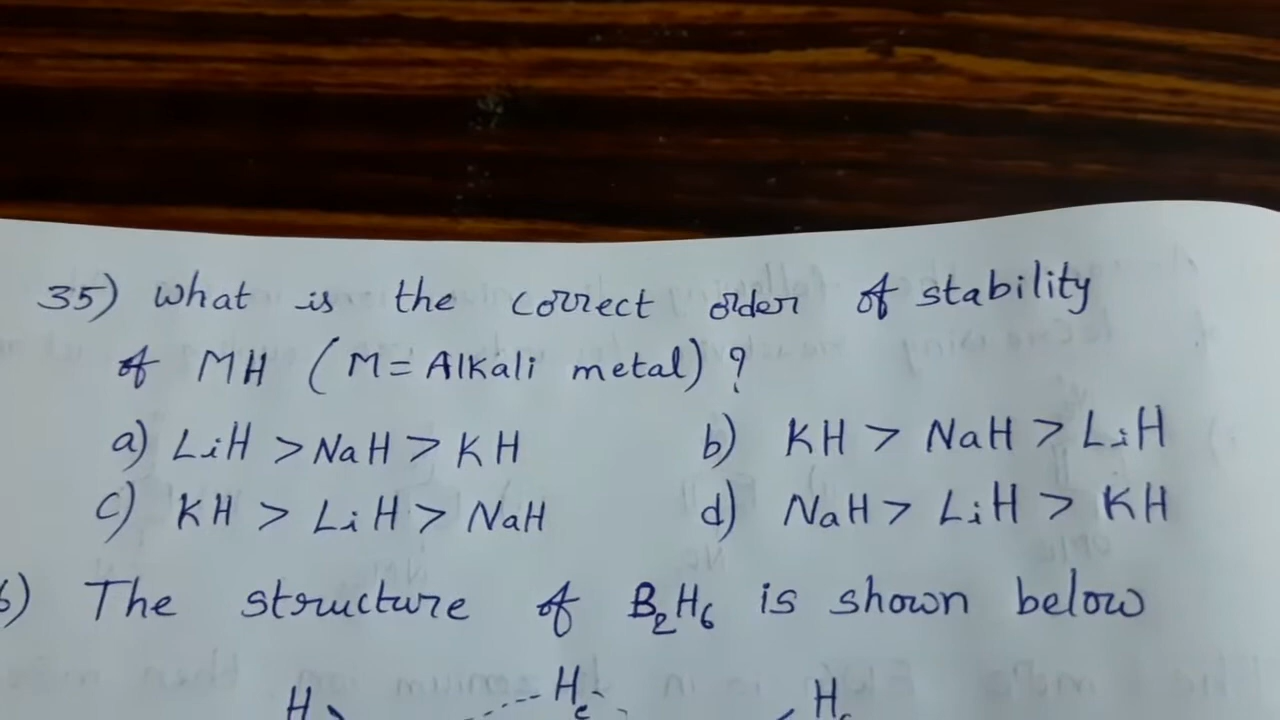 35) What is the correct order of stability
of MH (M= Alkali metal) ?
a) LiH > NaH > KH b) KH > NaH > LiH
c) KH > LiH > NaH d) NaH > LiH > KH
6) The structure of B₂H₆ is shown below
H H H